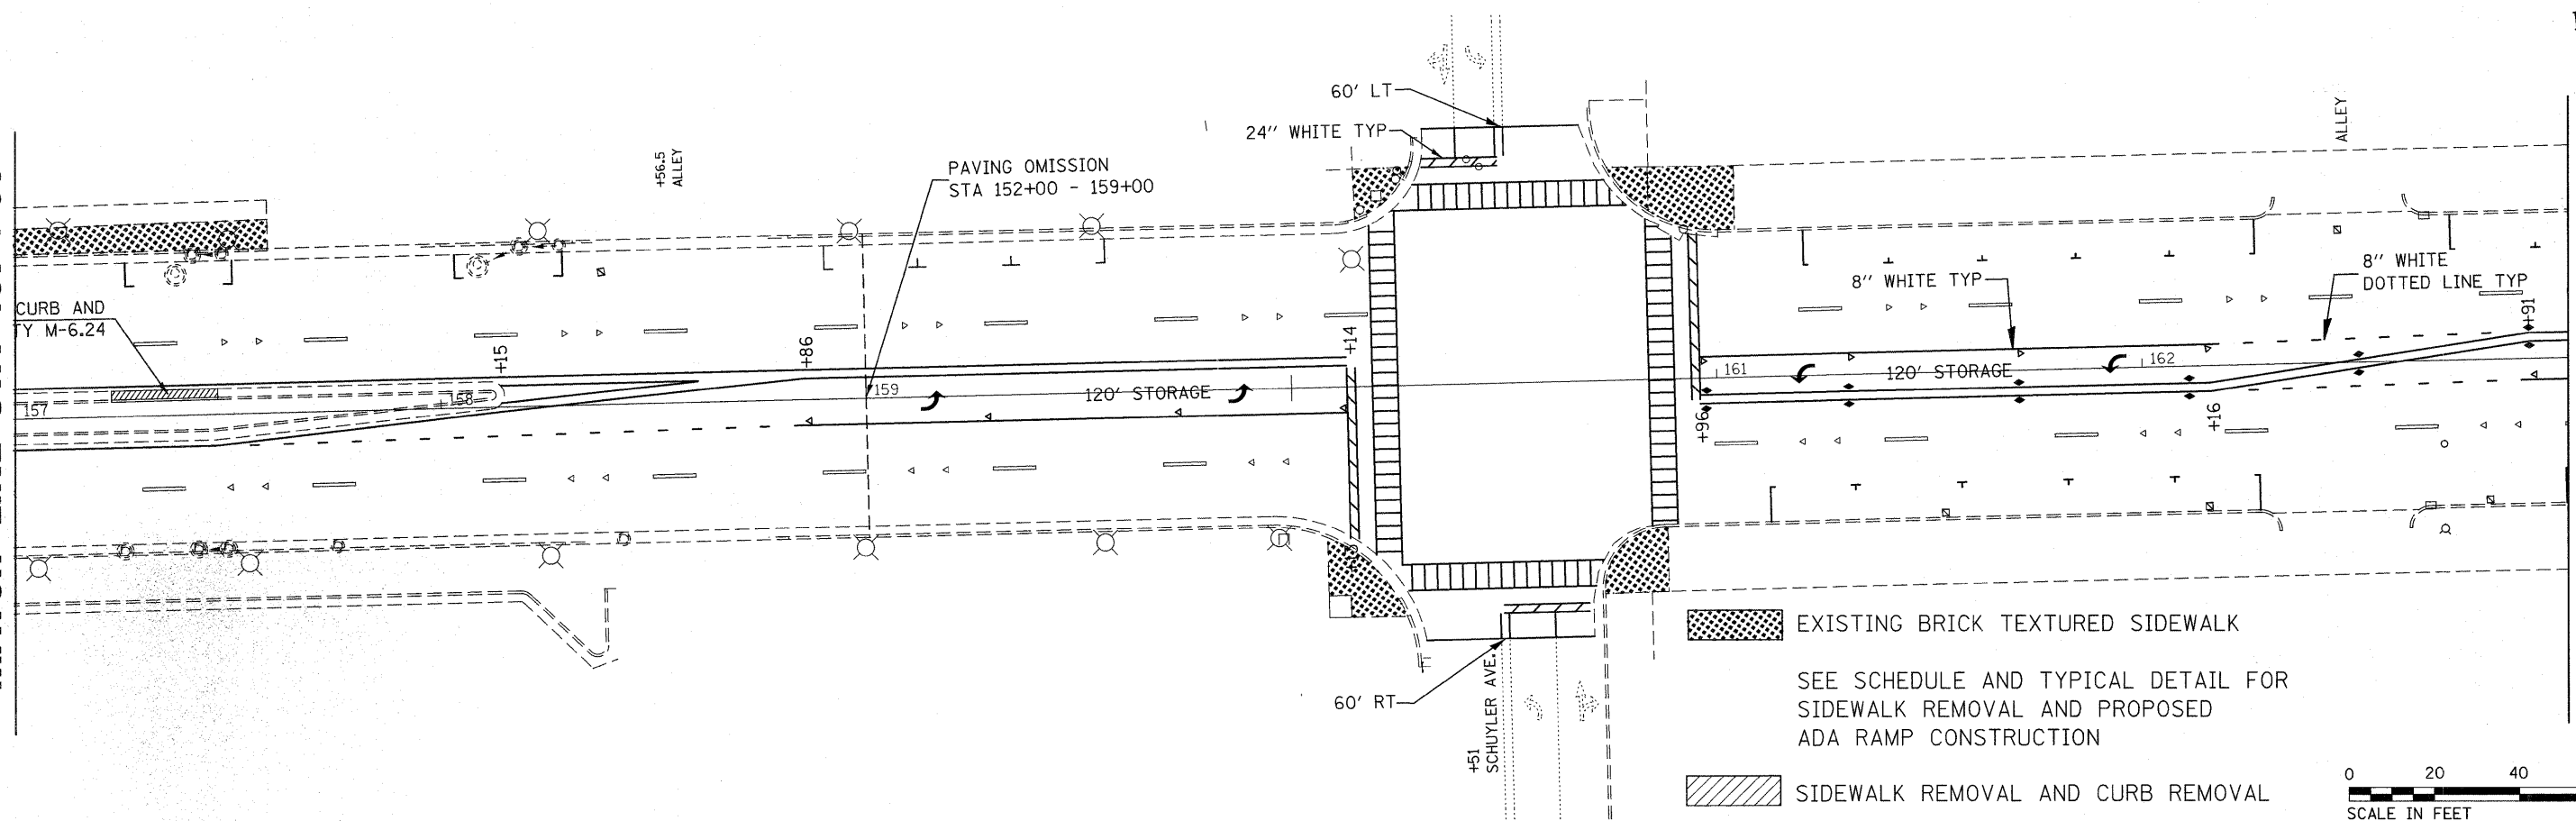 60' LT
24" WHITE TYP
ALLEY
+56.5
ALLEY
PAVING OMISSION
STA 152+00 - 159+00
CURB AND
TY M-6.24
8" WHITE TYP
8" WHITE
DOTTED LINE TYP
+15
+86
+14
+91
157
158
159
120' STORAGE
161
120' STORAGE
162
+96
+16
60' RT
+51
SCHUYLER AVE.
EXISTING BRICK TEXTURED SIDEWALK
SEE SCHEDULE AND TYPICAL DETAIL FOR
SIDEWALK REMOVAL AND PROPOSED
ADA RAMP CONSTRUCTION
SIDEWALK REMOVAL AND CURB REMOVAL
0 20 40
SCALE IN FEET